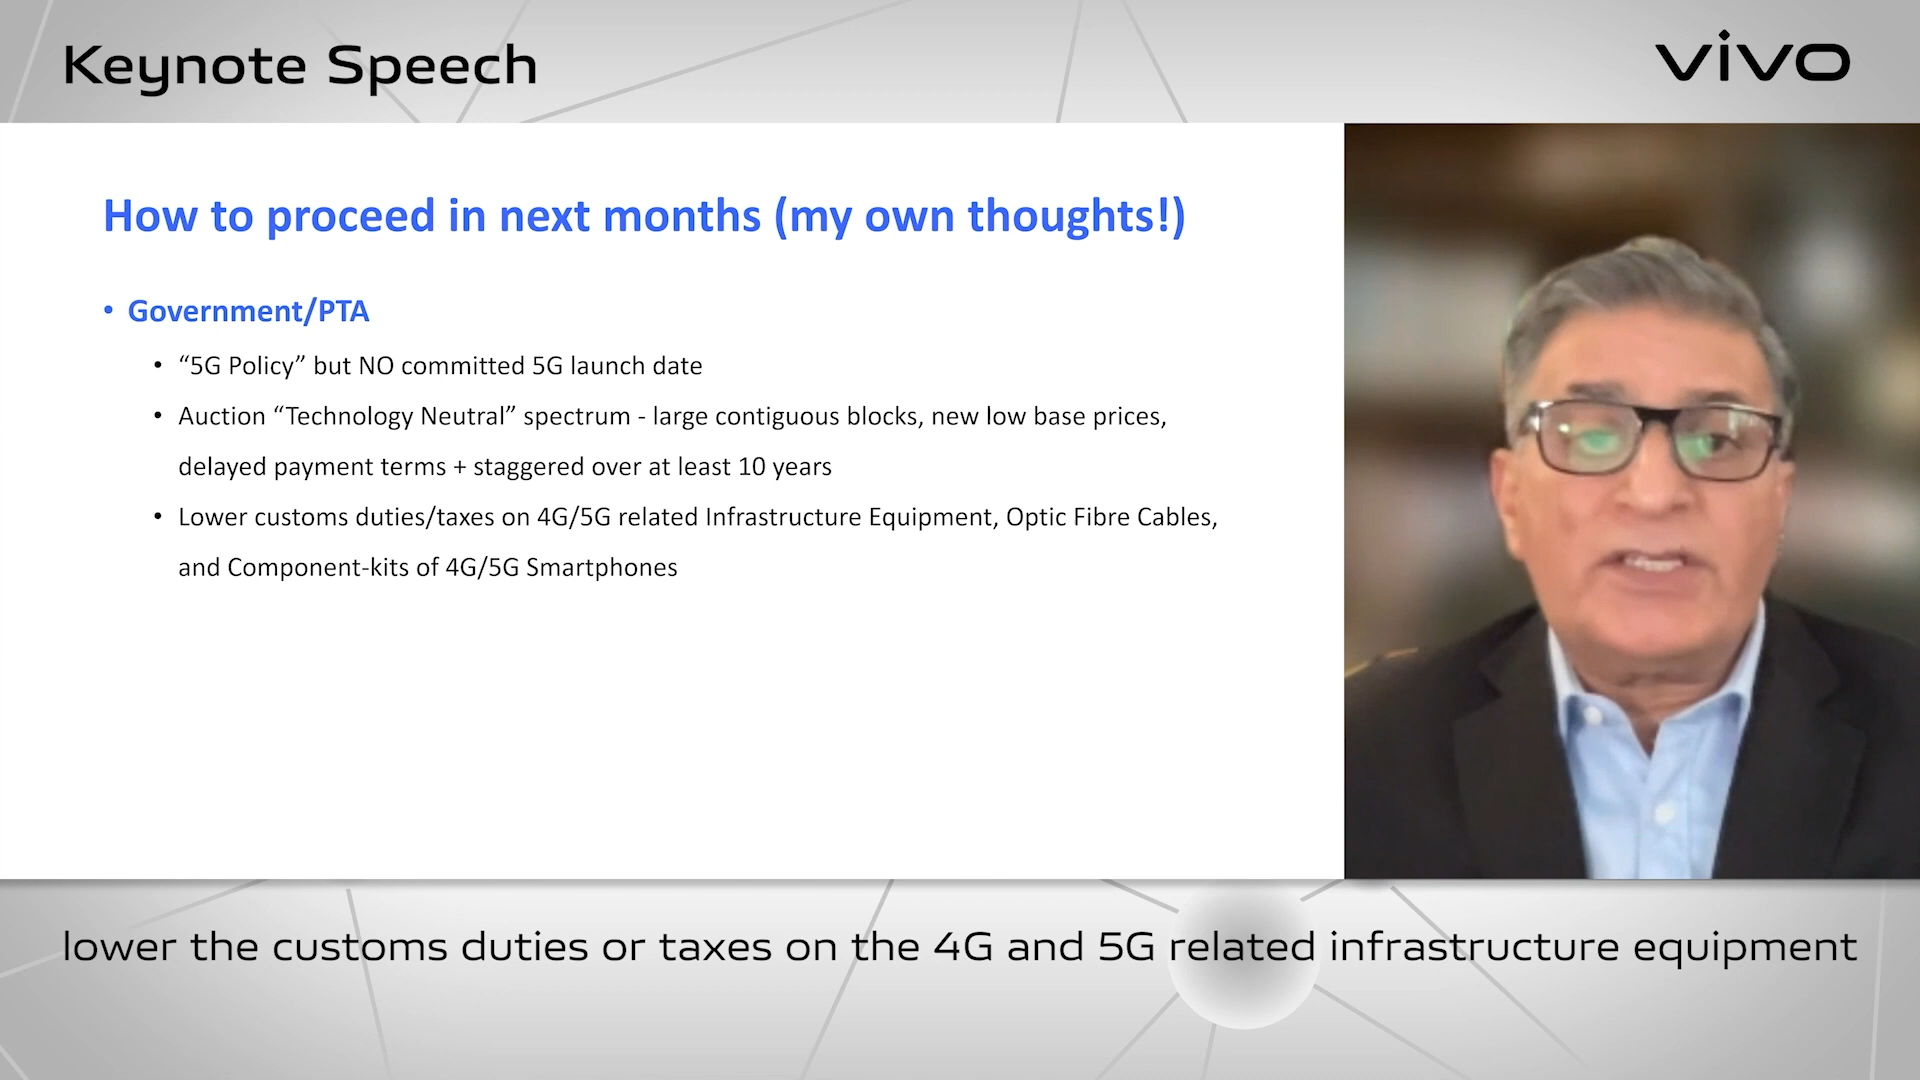 Keynote Speech
vivo
How to proceed in next months (my own thoughts!)
• Government/PTA
• “5G Policy” but NO committed 5G launch date
• Auction “Technology Neutral” spectrum - large contiguous blocks, new low base prices,
delayed payment terms + staggered over at least 10 years
• Lower customs duties/taxes on 4G/5G related Infrastructure Equipment, Optic Fibre Cables,
and Component-kits of 4G/5G Smartphones
lower the customs duties or taxes on the 4G and 5G related infrastructure equipment